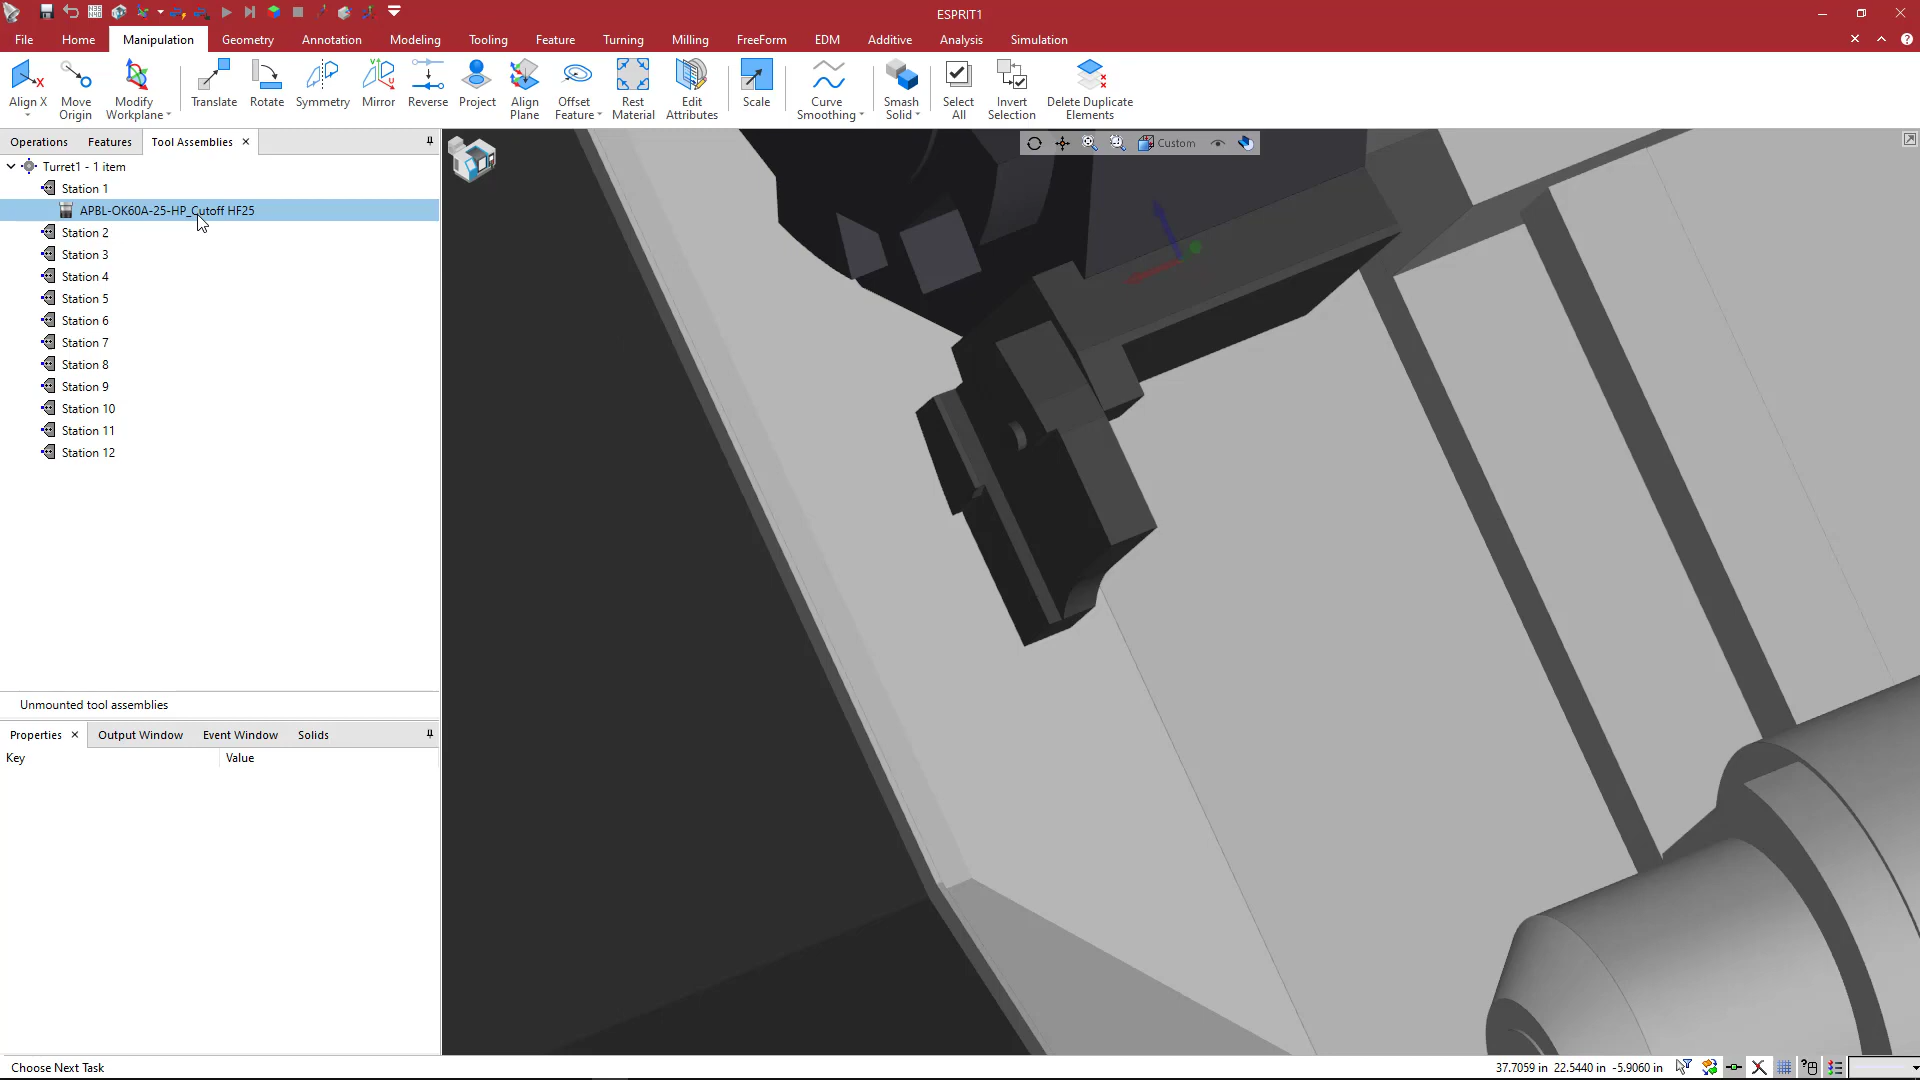 ESPRIT1
File Home Manipulation Geometry Annotation Modeling Tooling Feature Turning Milling FreeForm EDM Additive Analysis Simulation
Align X
Move Origin
Modify Workplane
Translate
Rotate
Symmetry
Mirror
Reverse
Project
Align Plane
Offset Feature
Rest Material
Edit Attributes
Scale
Curve Smoothing
Smash Solid
Select All
Invert Selection
Delete Duplicate Elements
Operations Features Tool Assemblies
Custom
Turret1 - 1 item
Station 1
APBL-OK60A-25-HP_Cutoff HF25
Station 2
Station 3
Station 4
Station 5
Station 6
Station 7
Station 8
Station 9
Station 10
Station 11
Station 12
Unmounted tool assemblies
Properties Output Window Event Window Solids
Key Value
Choose Next Task
37.7059 in 22.5440 in -5.9060 in